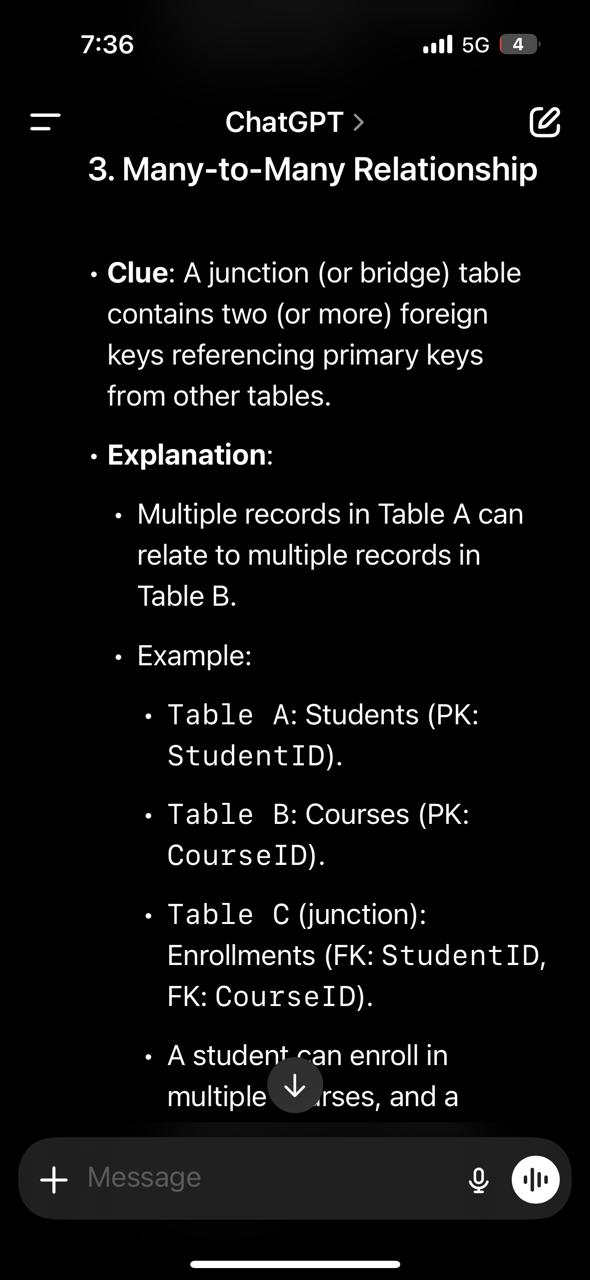 7:36 5G 4
ChatGPT >
3. Many-to-Many Relationship
• Clue: A junction (or bridge) table
contains two (or more) foreign
keys referencing primary keys
from other tables.
• Explanation:
• Multiple records in Table A can
relate to multiple records in
Table B.
• Example:
• Table A: Students (PK:
StudentID).
• Table B: Courses (PK:
CourseID).
• Table C (junction):
Enrollments (FK: StudentID,
FK: CourseID).
• A student can enroll in
multiple rses, and a
Message